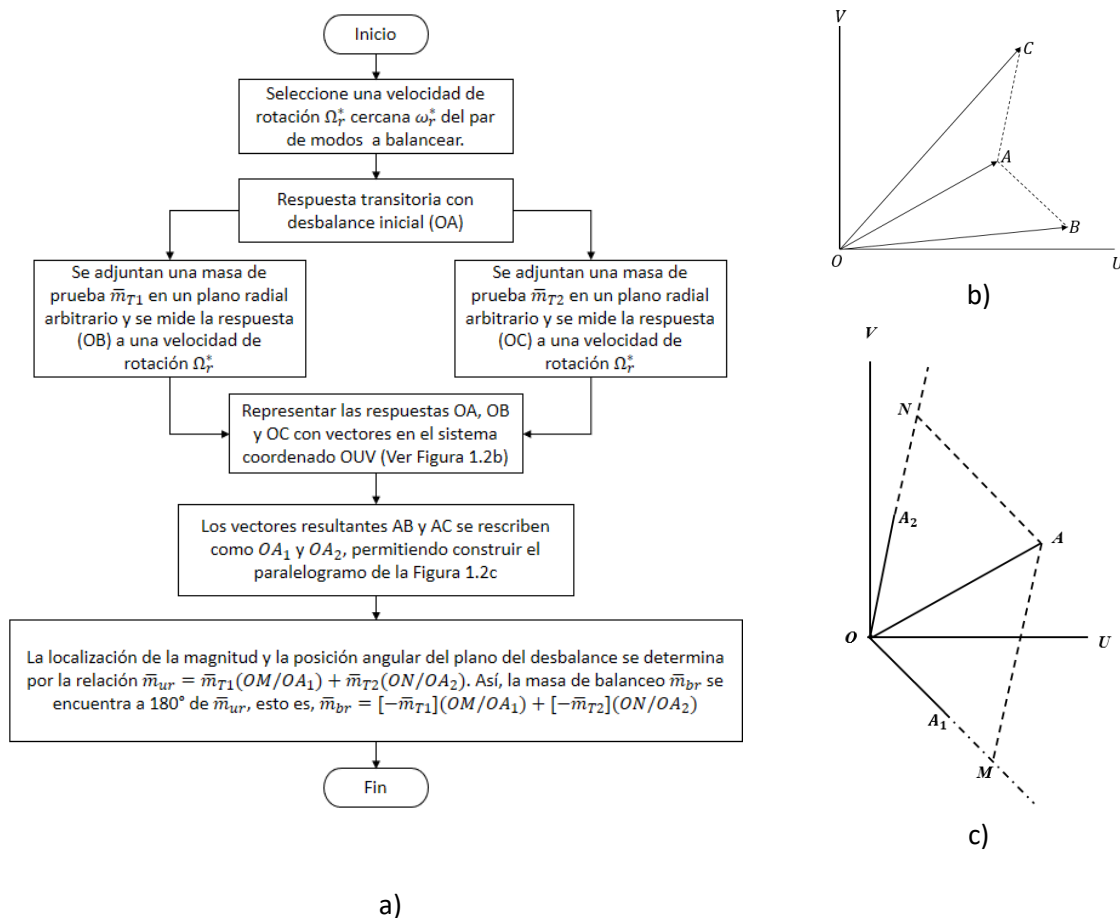 Inicio
Seleccione una velocidad de
rotación Ω*r cercana ω*r del par
de modos a balancear.
Respuesta transitoria con
desbalance inicial (OA)
Se adjuntan una masa de
prueba m̅T1 en un plano radial
arbitrario y se mide la respuesta
(OB) a una velocidad de
rotación Ω*r
Se adjuntan una masa de
prueba m̅T2 en un plano radial
arbitrario y se mide la respuesta
(OC) a una velocidad de
rotación Ω*r
Representar las respuestas OA, OB
y OC con vectores en el sistema
coordenado OUV (Ver Figura 1.2b)
Los vectores resultantes AB y AC se rescriben
como OA₁ y OA₂, permitiendo construir el
paralelogramo de la Figura 1.2c
La localización de la magnitud y la posición angular del plano del desbalance se determina
por la relación m̅ur = m̅T1(OM/OA₁) + m̅T2(ON/OA₂). Así, la masa de balanceo m̅br se
encuentra a 180° de m̅ur, esto es, m̅br = [−m̅T1](OM/OA₁) + [−m̅T2](ON/OA₂)
Fin
a)
V
C
A
B
O
U
b)
V
N
A₂
A
O
U
A₁
M
c)